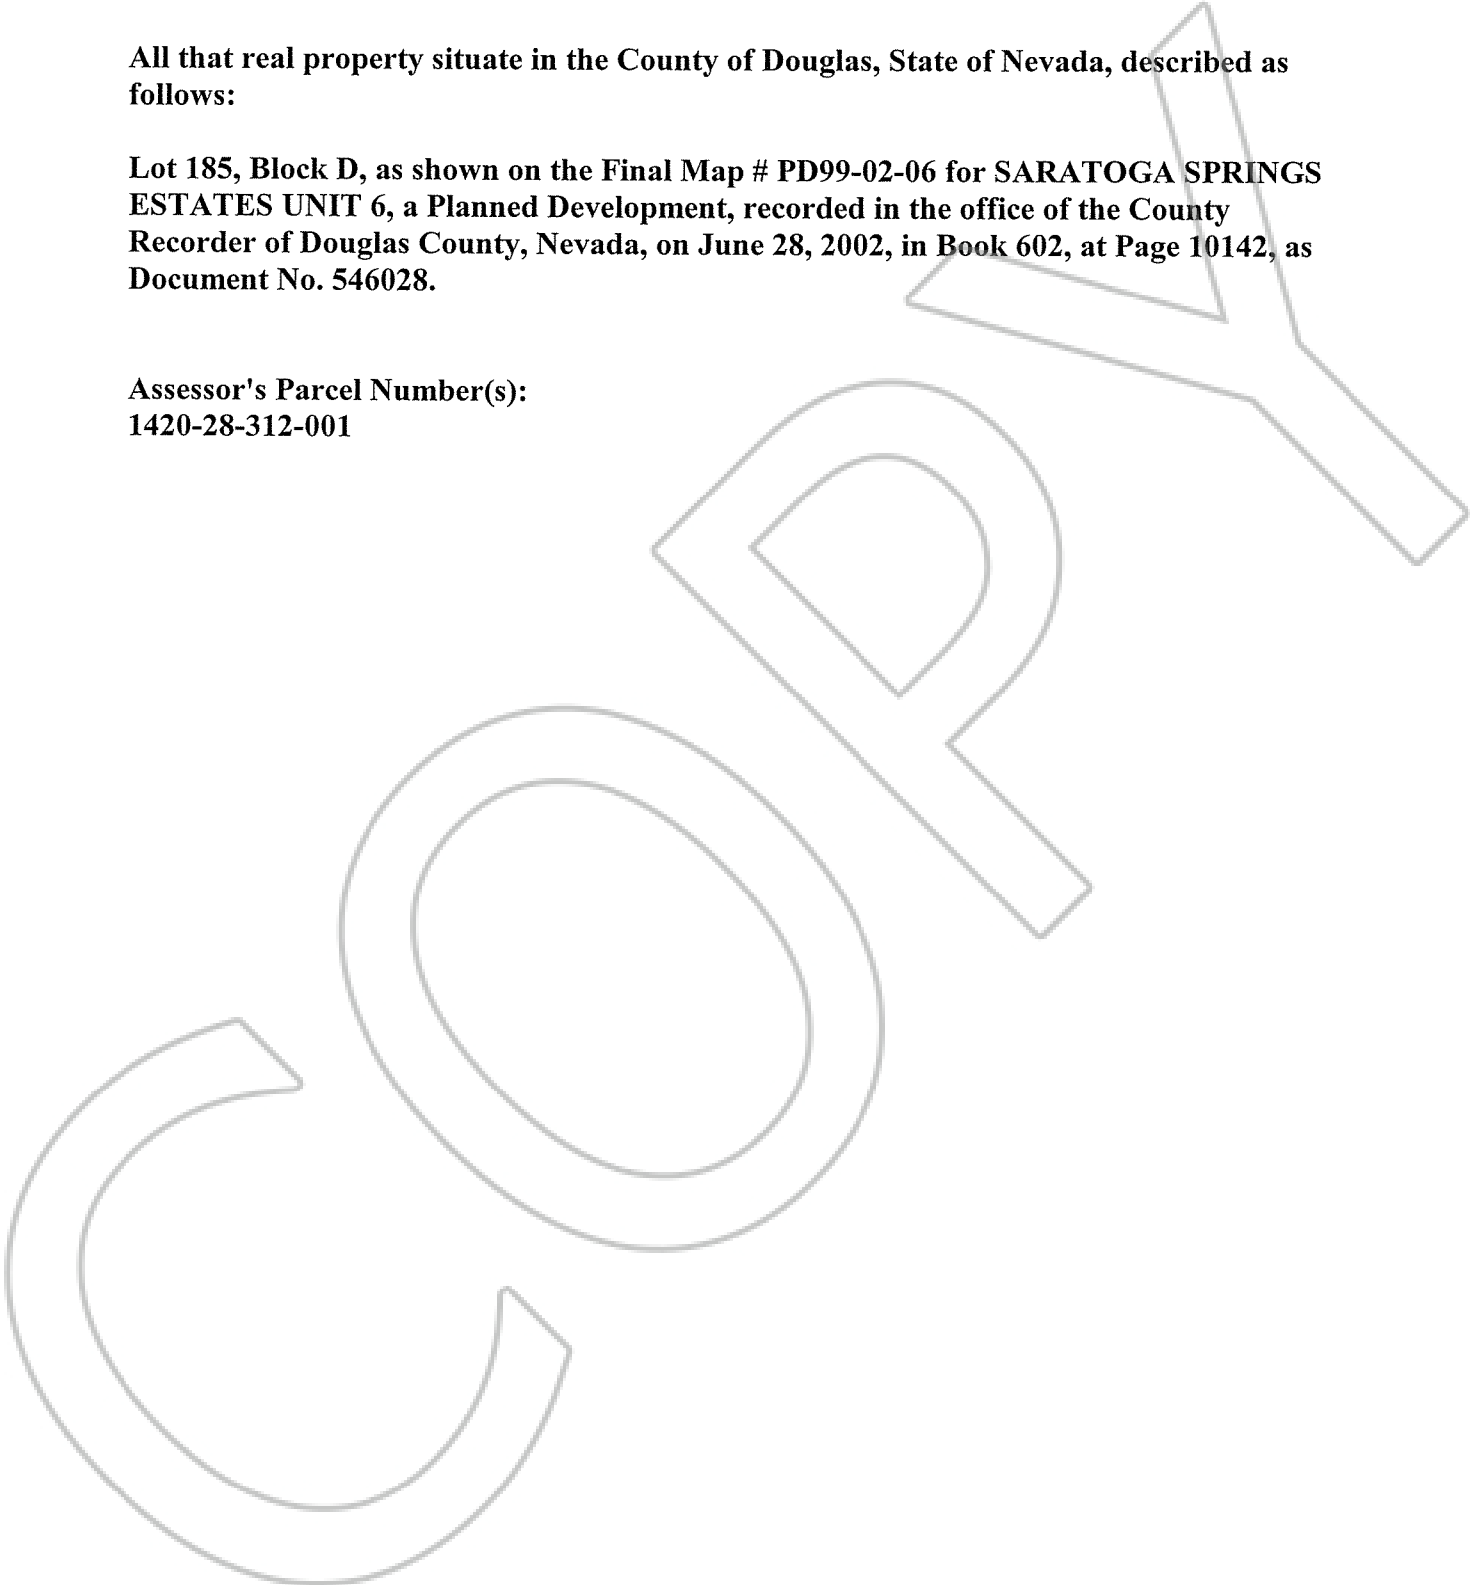 All that real property situate in the County of Douglas, State of Nevada, described as
follows:
Lot 185, Block D, as shown on the Final Map # PD99-02-06 for SARATOGA SPRINGS
ESTATES UNIT 6, a Planned Development, recorded in the office of the County
Recorder of Douglas County, Nevada, on June 28, 2002, in Book 602, at Page 10142, as
Document No. 546028.
Assessor's Parcel Number(s):
1420-28-312-001
COPY